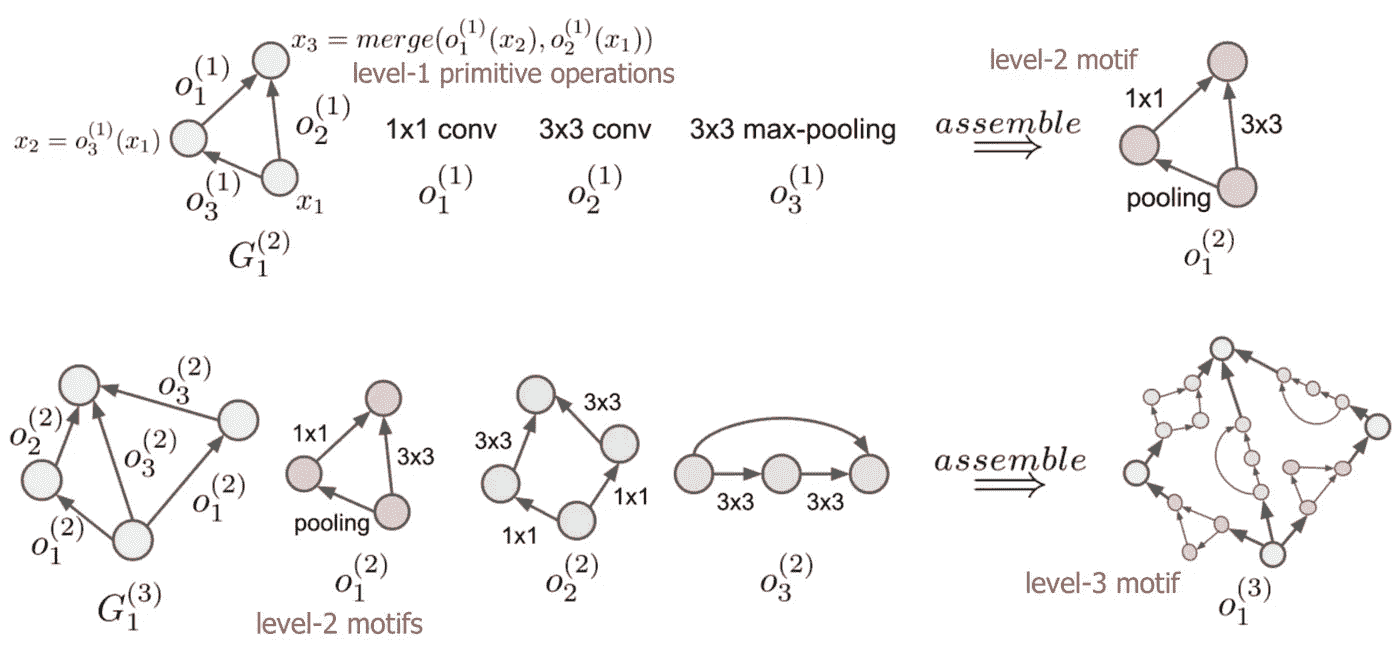 x_3 = merge(o_1^{(1)}(x_2), o_2^{(1)}(x_1))
level-1 primitive operations
level-2 motif
o_1^{(1)}
o_2^{(1)}
x_2 = o_3^{(1)}(x_1)
o_3^{(1)}
x_1
G_1^{(2)}
1x1 conv
3x3 conv
3x3 max-pooling
o_1^{(1)}
o_2^{(1)}
o_3^{(1)}
assemble
⟹
1x1
3x3
pooling
o_1^{(2)}
o_3^{(2)}
o_2^{(2)}
o_3^{(2)}
o_1^{(2)}
o_1^{(2)}
G_1^{(3)}
1x1
3x3
pooling
o_1^{(2)}
level-2 motifs
3x3
3x3
1x1
1x1
o_2^{(2)}
3x3
3x3
o_3^{(2)}
assemble
⟹
level-3 motif
o_1^{(3)}